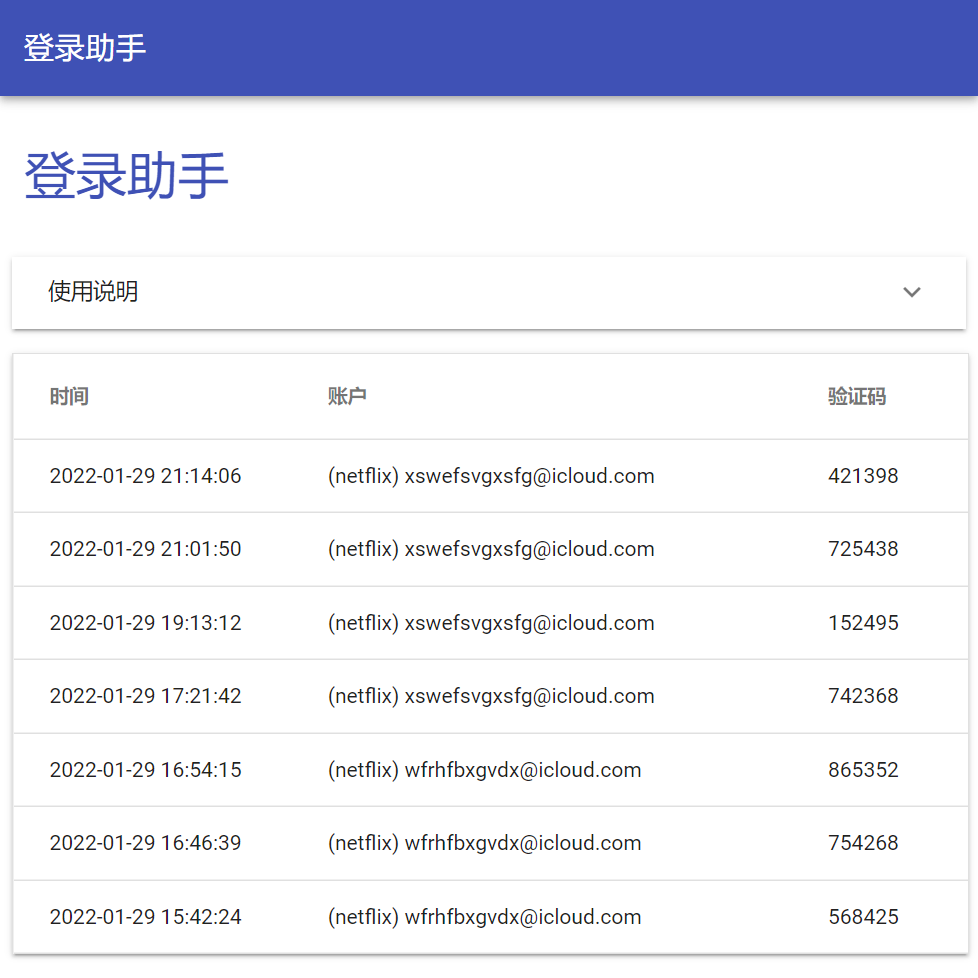 登录助手
登录助手
使用说明
时间 账户 验证码
2022-01-29 21:14:06 (netflix) xswefsvgxsfg@icloud.com 421398
2022-01-29 21:01:50 (netflix) xswefsvgxsfg@icloud.com 725438
2022-01-29 19:13:12 (netflix) xswefsvgxsfg@icloud.com 152495
2022-01-29 17:21:42 (netflix) xswefsvgxsfg@icloud.com 742368
2022-01-29 16:54:15 (netflix) wfrhfbxgvdx@icloud.com 865352
2022-01-29 16:46:39 (netflix) wfrhfbxgvdx@icloud.com 754268
2022-01-29 15:42:24 (netflix) wfrhfbxgvdx@icloud.com 568425